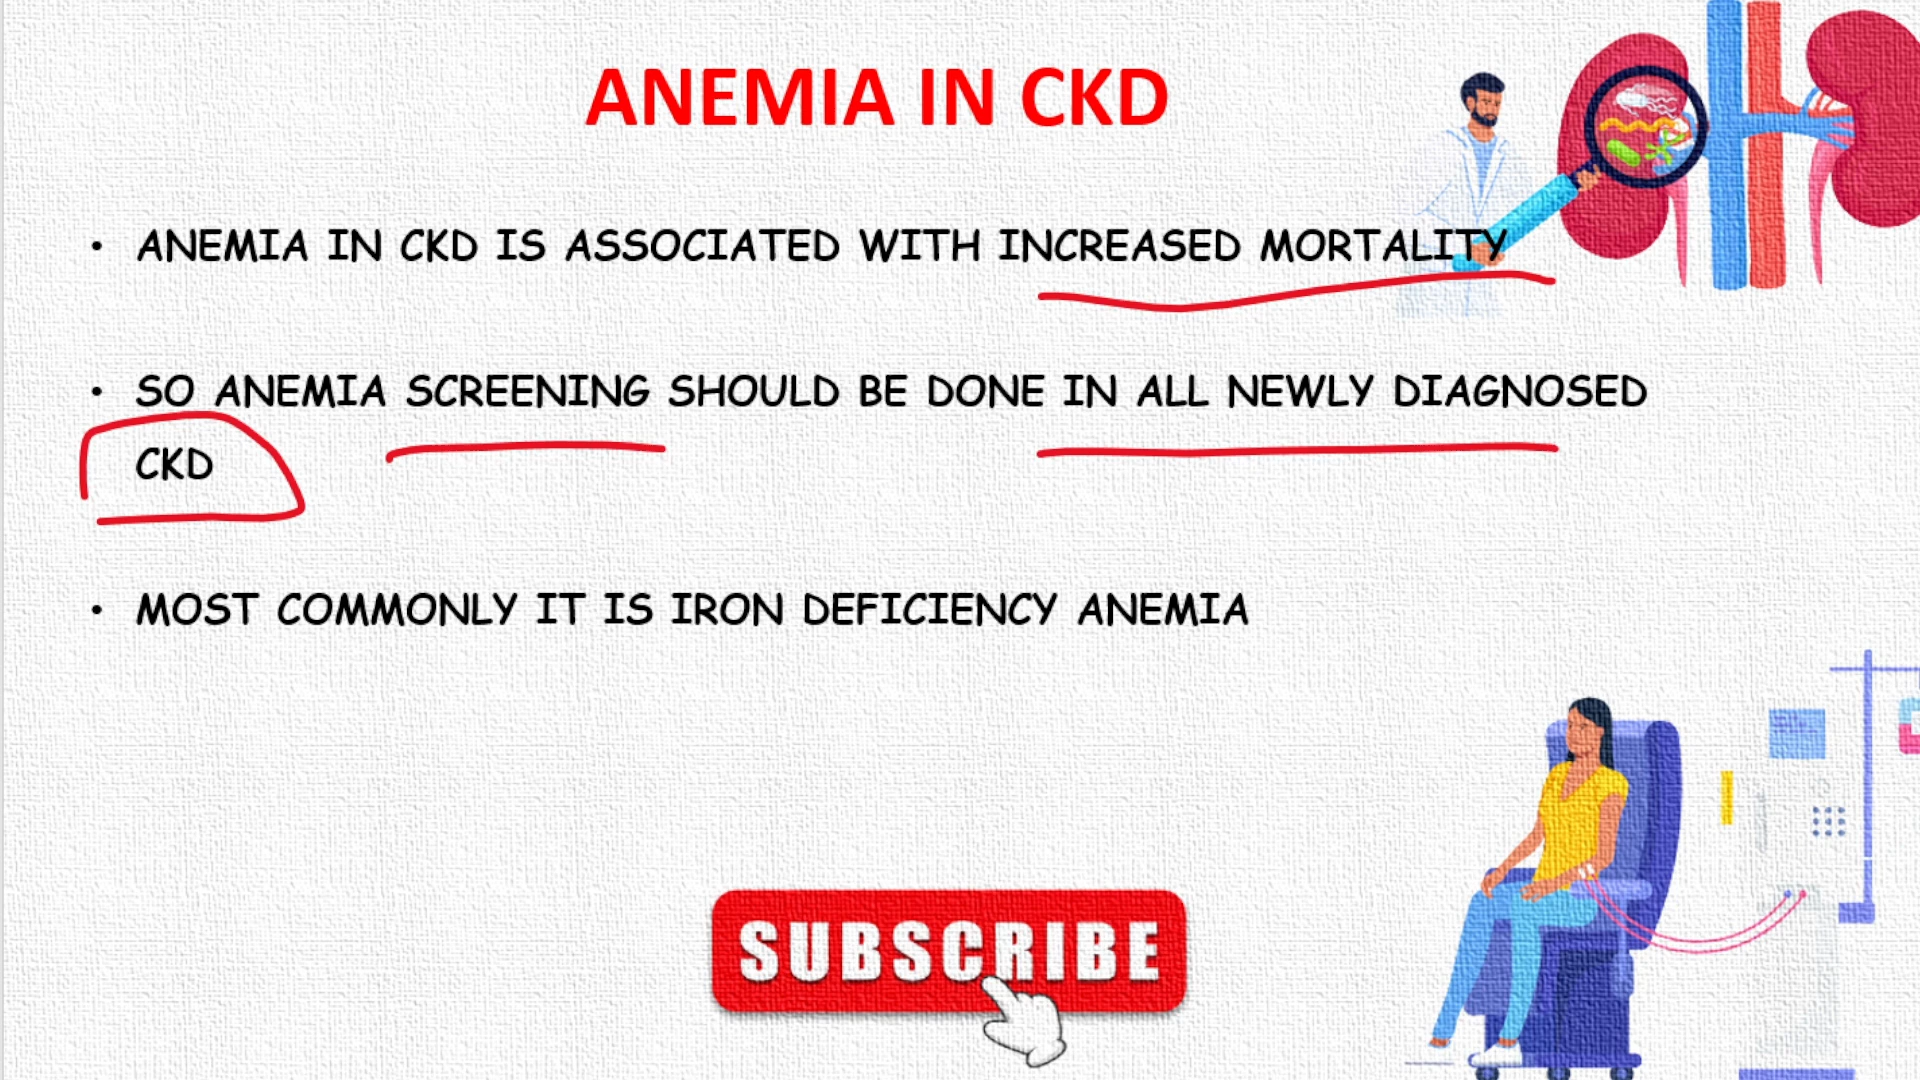 ANEMIA IN CKD
• ANEMIA IN CKD IS ASSOCIATED WITH INCREASED MORTALITY
• SO ANEMIA SCREENING SHOULD BE DONE IN ALL NEWLY DIAGNOSED
CKD
• MOST COMMONLY IT IS IRON DEFICIENCY ANEMIA
SUBSCRIBE